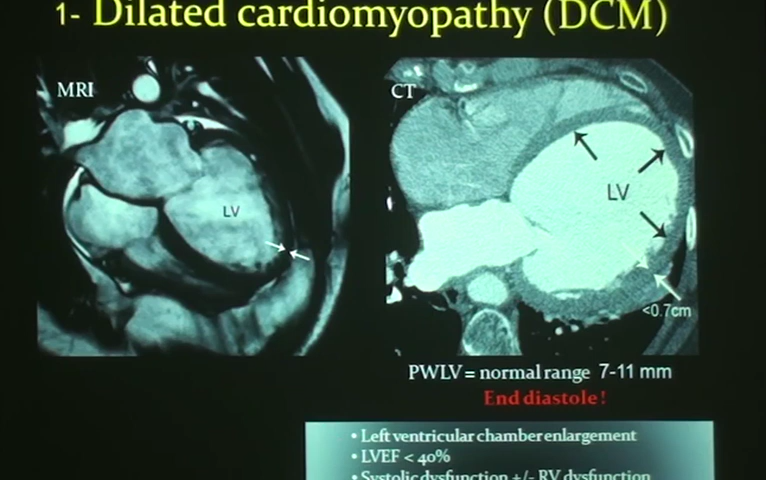 1- Dilated cardiomyopathy (DCM)
MRI
CT
LV
LV
<0.7cm
PWLV = normal range 7-11 mm
End diastole!
• Left ventricular chamber enlargement
• LVEF < 40%
• Systolic dysfunction +/- RV dysfunction